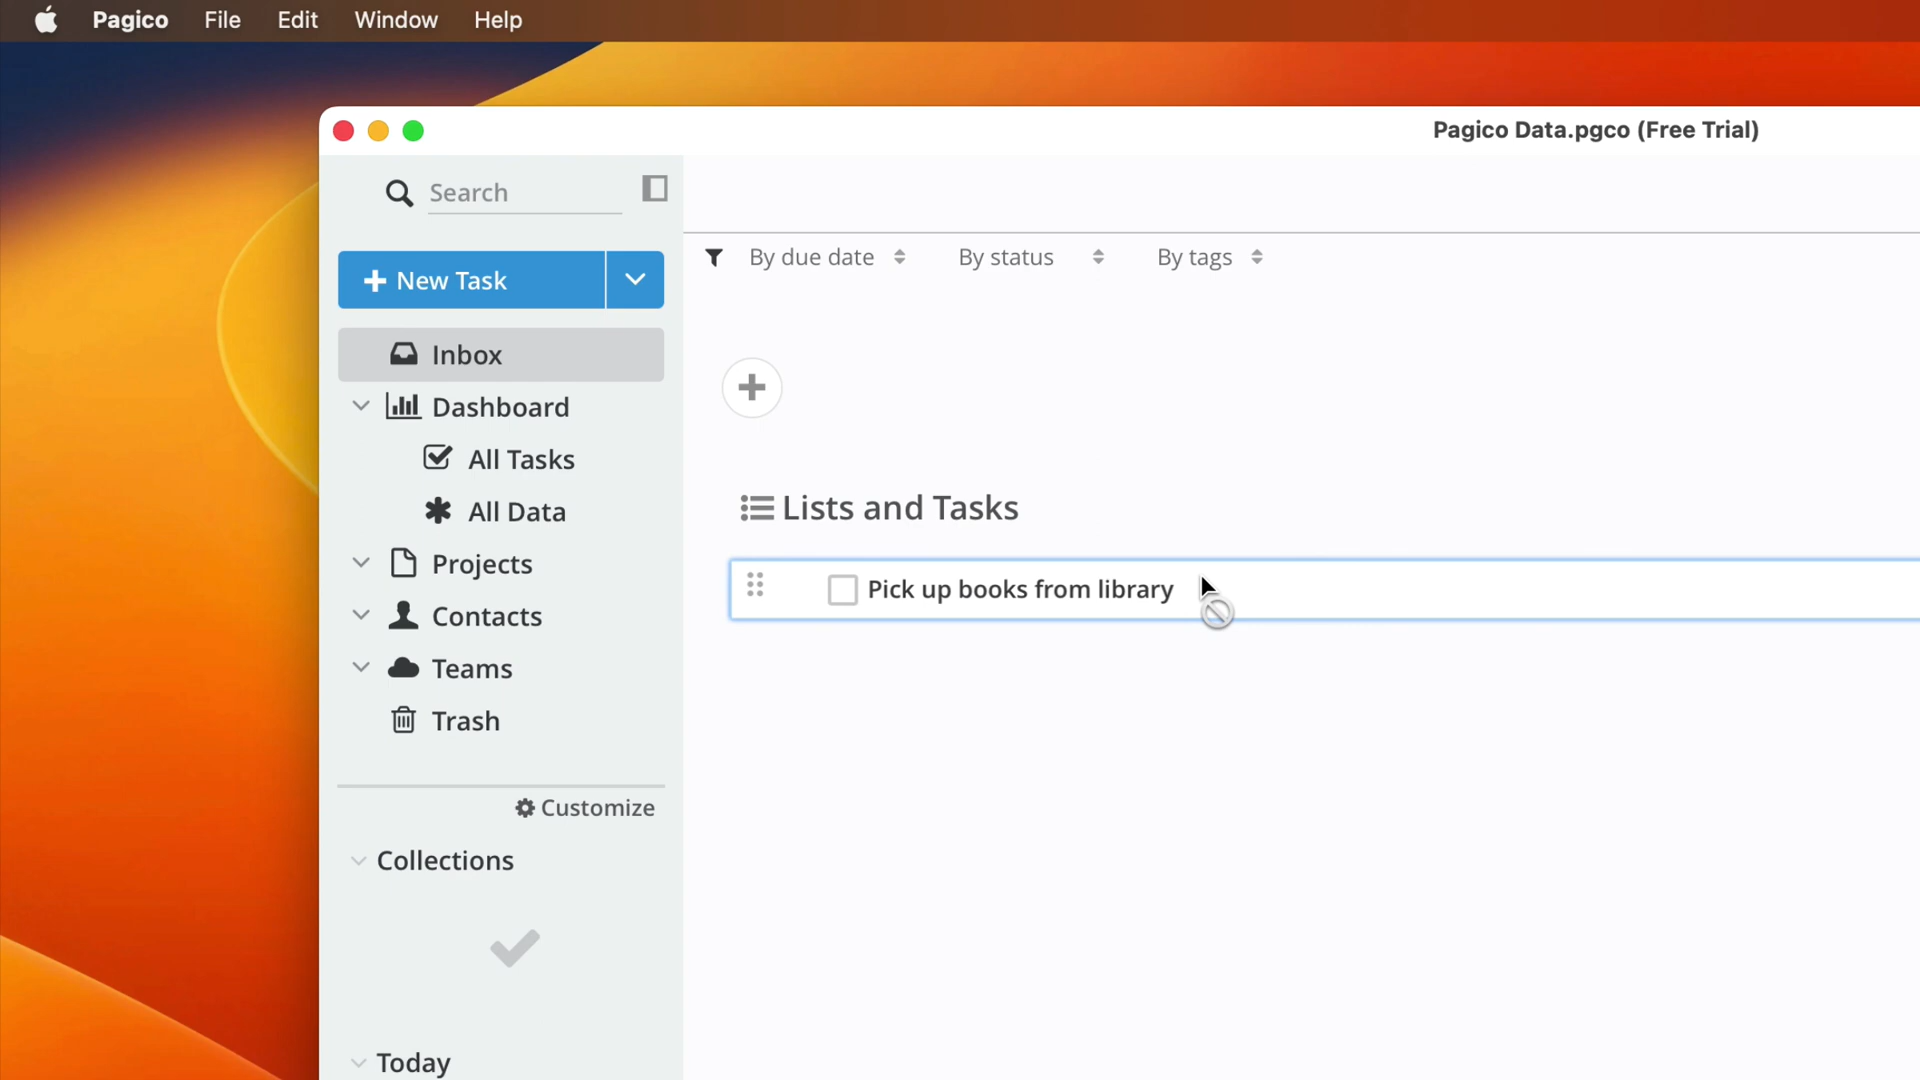 Pagico File Edit Window Help
Pagico Data.pgco (Free Trial)
Search
New Task
By due date By status By tags
Inbox
Dashboard
All Tasks
All Data
Projects
Contacts
Teams
Trash
Customize
Collections
Today
Lists and Tasks
Pick up books from library